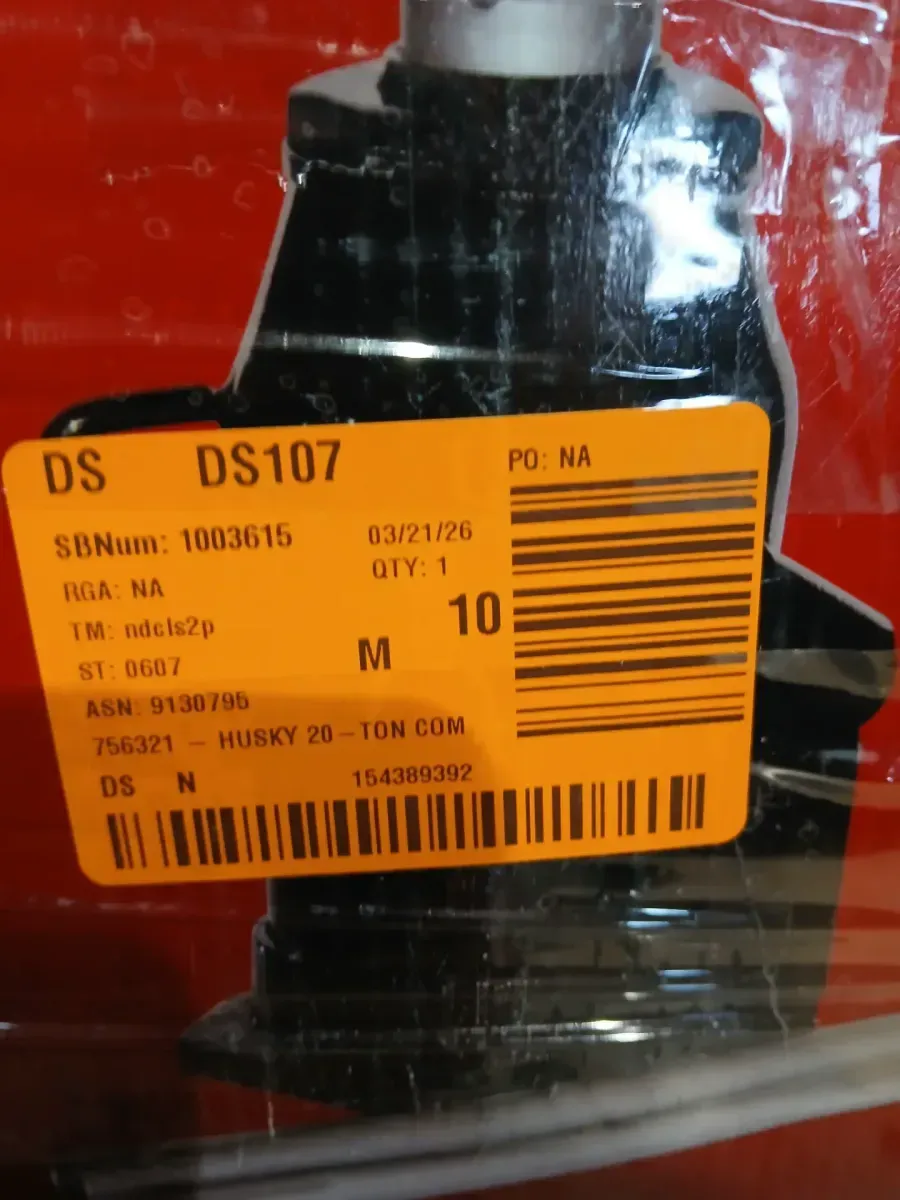 DS DS107 PO: NA
SBNum: 1003615 03/21/26
RGA: NA QTY: 1
TM: ndcls2p 10
ST: 0607 M
ASN: 9130795
756321 – HUSKY 20–TON COM
DS N 154389392